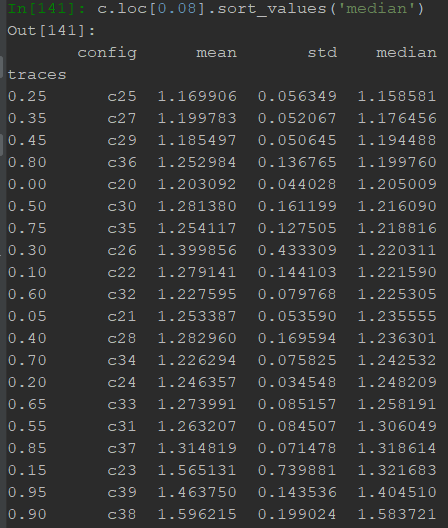 In[141]: c.loc[0.08].sort_values('median')
Out[141]:
config mean std median
traces
0.25 c25 1.169906 0.056349 1.158581
0.35 c27 1.199783 0.052067 1.176456
0.45 c29 1.185497 0.050645 1.194488
0.80 c36 1.252984 0.136765 1.199760
0.00 c20 1.203092 0.044028 1.205009
0.50 c30 1.281380 0.161199 1.216090
0.75 c35 1.254117 0.127505 1.218816
0.30 c26 1.399856 0.433309 1.220311
0.10 c22 1.279141 0.144103 1.221590
0.60 c32 1.227595 0.079768 1.225305
0.05 c21 1.253387 0.053590 1.235555
0.40 c28 1.282960 0.169594 1.236301
0.70 c34 1.226294 0.075825 1.242532
0.20 c24 1.246357 0.034548 1.248209
0.65 c33 1.273991 0.085157 1.258191
0.55 c31 1.263207 0.084507 1.306049
0.85 c37 1.314819 0.071478 1.318614
0.15 c23 1.565131 0.739881 1.321683
0.95 c39 1.463750 0.143536 1.404510
0.90 c38 1.596215 0.199024 1.583721